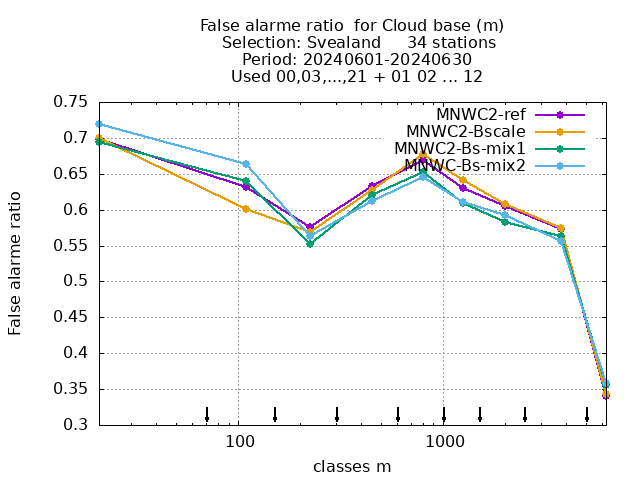 False alarme ratio  for Cloud base (m)
Selection: Svealand     34 stations
Period: 20240601-20240630
Used 00,03,...,21 + 01 02 ... 12
MNWC2-ref
MNWC2-Bscale
MNWC2-Bs-mix1
MNWC-Bs-mix2
0.75
0.7
0.65
0.6
0.55
0.5
0.45
0.4
0.35
0.3
False alarme ratio
100
1000
classes m